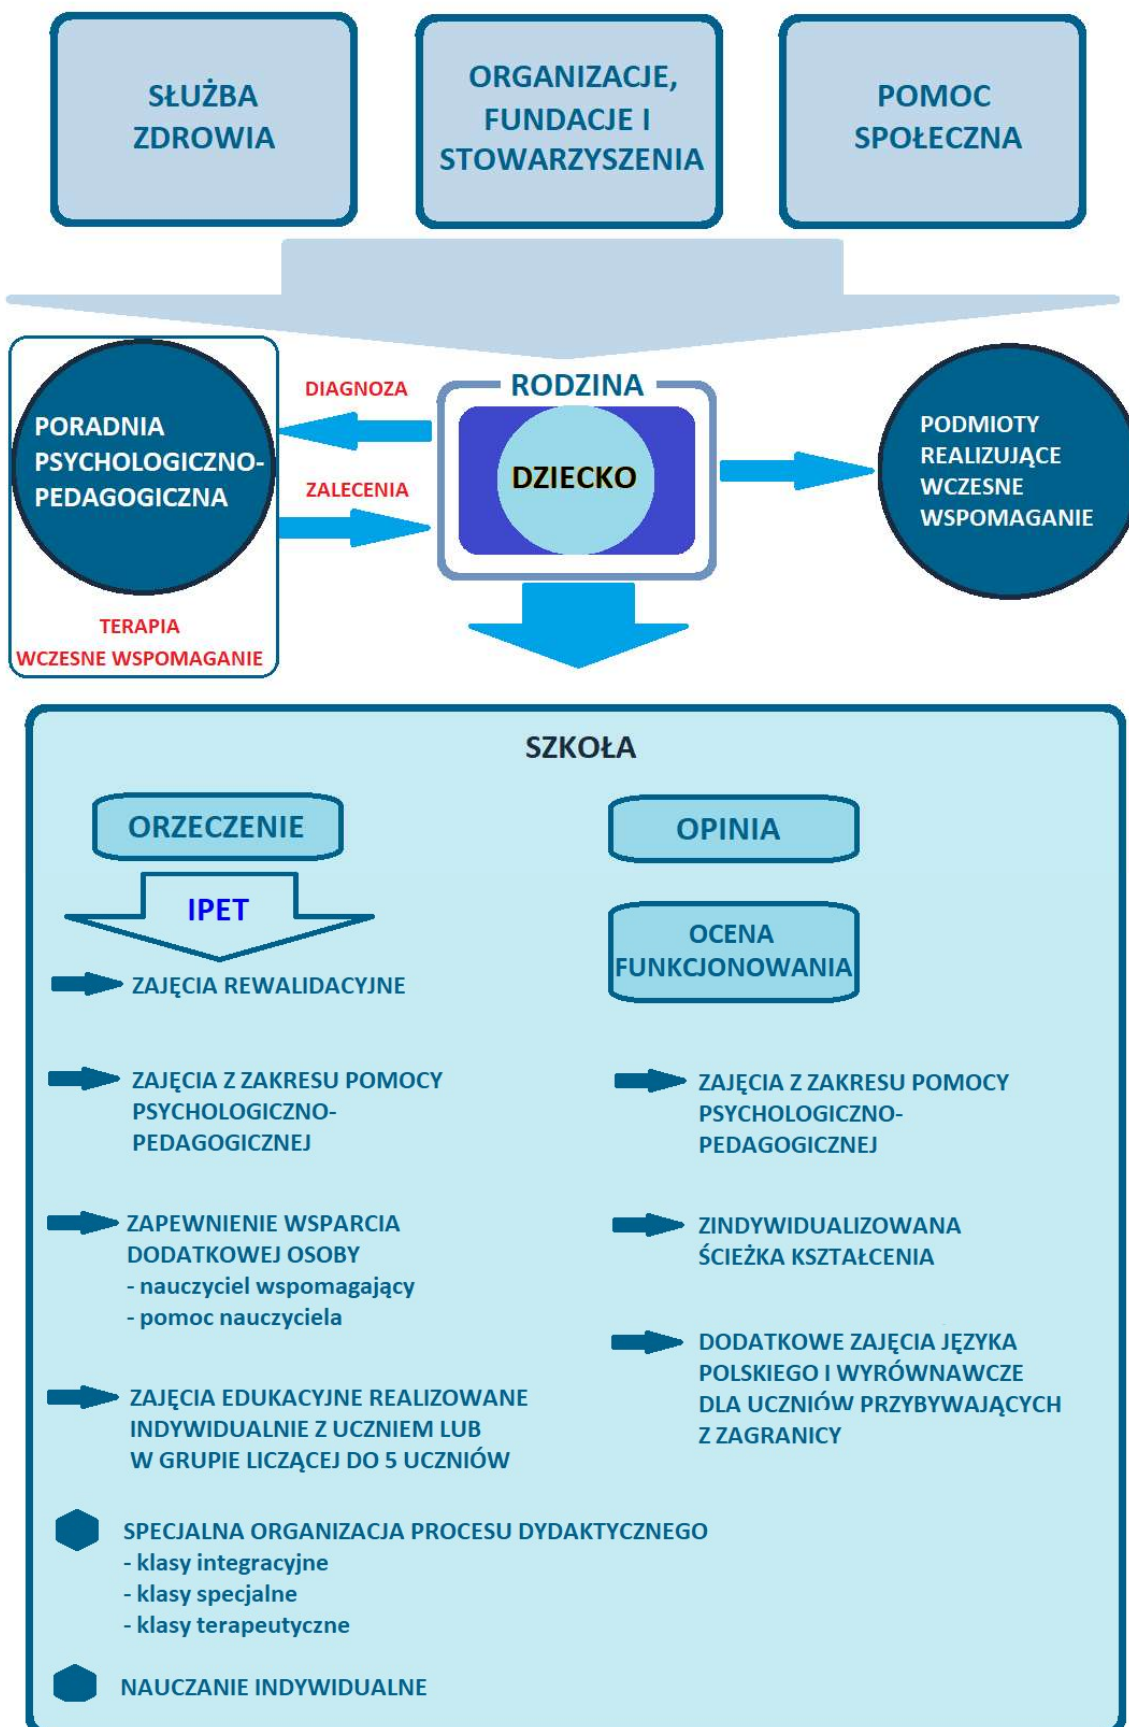 SŁUŻBA
ZDROWIA
ORGANIZACJE,
FUNDACJE I
STOWARZYSZENIA
POMOC
SPOŁECZNA
PORADNIA
PSYCHOLOGICZNO-
PEDAGOGICZNA
TERAPIA
WCZESNE WSPOMAGANIE
DIAGNOZA
ZALECENIA
RODZINA
DZIECKO
PODMIOTY
REALIZUJĄCE
WCZESNE
WSPOMAGANIE
SZKOŁA
ORZECZENIE
IPET
ZAJĘCIA REWALIDACYJNE
ZAJĘCIA Z ZAKRESU POMOCY
PSYCHOLOGICZNO-
PEDAGOGICZNEJ
ZAPEWNIENIE WSPARCIA
DODATKOWEJ OSOBY
- nauczyciel wspomagający
- pomoc nauczyciela
ZAJĘCIA EDUKACYJNE REALIZOWANE
INDYWIDUALNIE Z UCZNIEM LUB
W GRUPIE LICZĄCEJ DO 5 UCZNIÓW
SPECJALNA ORGANIZACJA PROCESU DYDAKTYCZNEGO
- klasy integracyjne
- klasy specjalne
- klasy terapeutyczne
NAUCZANIE INDYWIDUALNE
OPINIA
OCENA
FUNKCJONOWANIA
ZAJĘCIA Z ZAKRESU POMOCY
PSYCHOLOGICZNO-
PEDAGOGICZNEJ
ZINDYWIDUALIZOWANA
ŚCIEŻKA KSZTAŁCENIA
DODATKOWE ZAJĘCIA JĘZYKA
POLSKIEGO I WYRÓWNAWCZE
DLA UCZNIÓW PRZYBYWAJĄCYCH
Z ZAGRANICY